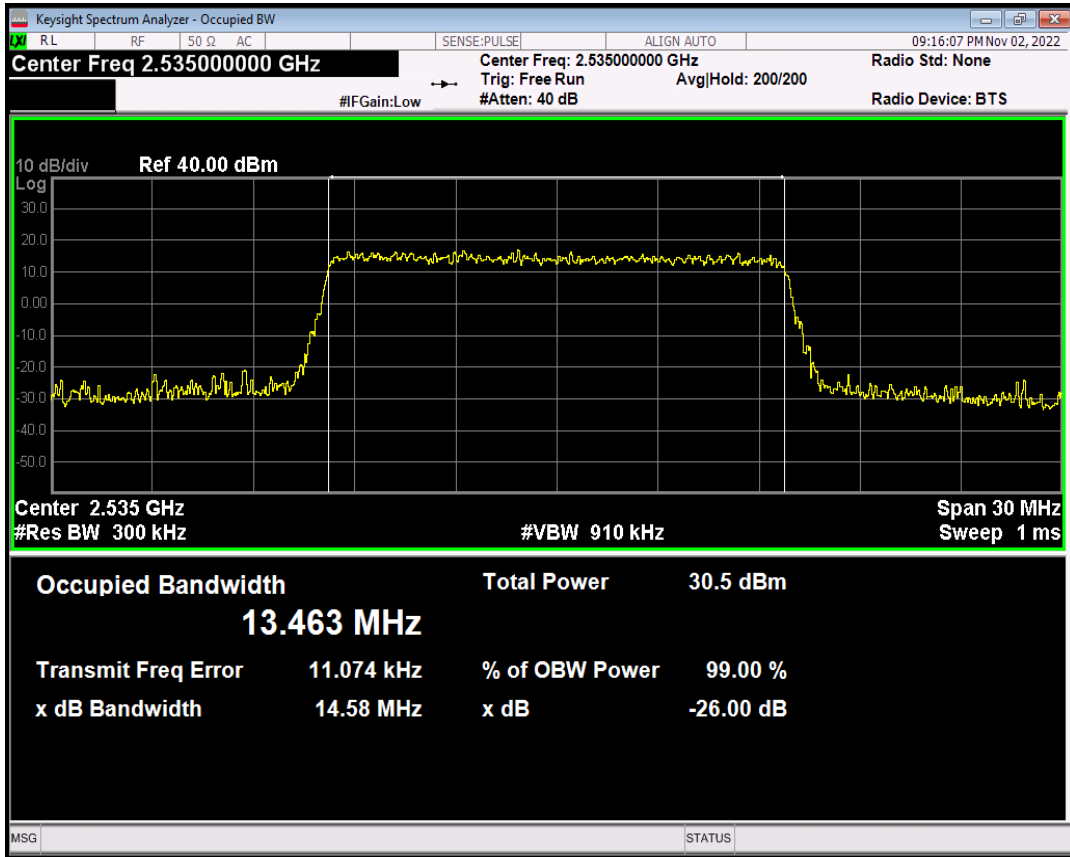 Keysight Spectrum Analyzer - Occupied BW
LXI RL RF 50 Ω AC SENSE:PULSE ALIGN AUTO 09:16:07 PM Nov 02, 2022
Center Freq 2.535000000 GHz Center Freq: 2.535000000 GHz Radio Std: None
Trig: Free Run Avg|Hold: 200/200
#IFGain:Low #Atten: 40 dB Radio Device: BTS
10 dB/div Ref 40.00 dBm
Log
30.0
20.0
10.0
0.00
-10.0
-20.0
-30.0
-40.0
-50.0
Center 2.535 GHz Span 30 MHz
#Res BW 300 kHz #VBW 910 kHz Sweep 1 ms
Occupied Bandwidth Total Power 30.5 dBm
13.463 MHz
Transmit Freq Error 11.074 kHz % of OBW Power 99.00 %
x dB Bandwidth 14.58 MHz x dB -26.00 dB
MSG STATUS